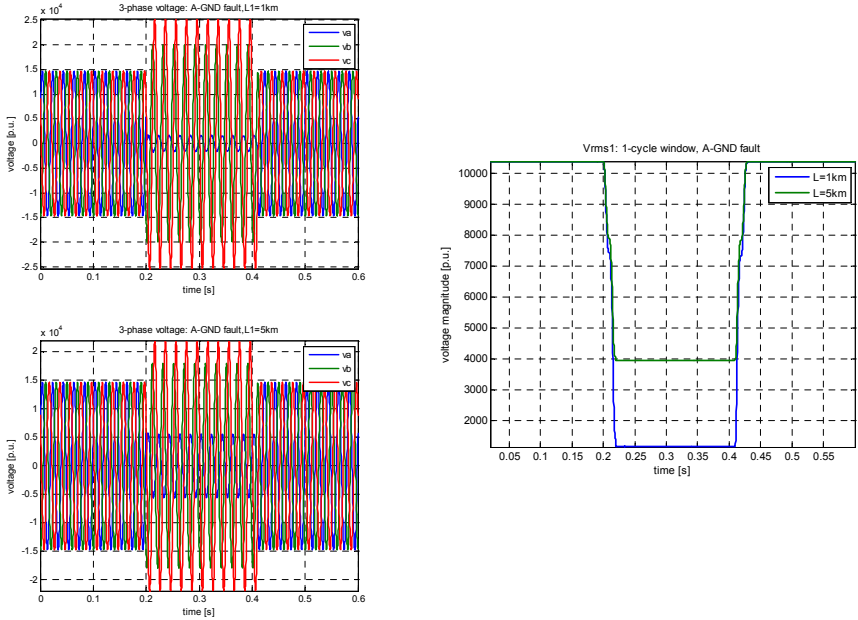 3-phase voltage: A-GND fault,L1=1km
x 10⁴
2.5
2
1.5
1
0.5
0
-0.5
-1
-1.5
-2
-2.5
voltage [p.u.]
va
vb
vc
0 0.1 0.2 0.3 0.4 0.5 0.6
time [s]
3-phase voltage: A-GND fault,L1=5km
x 10⁴
2
1.5
1
0.5
0
-0.5
-1
-1.5
-2
voltage [p.u.]
va
vb
vc
0 0.1 0.2 0.3 0.4 0.5 0.6
time [s]
Vrms1: 1-cycle window, A-GND fault
10000
9000
8000
7000
6000
5000
4000
3000
2000
voltage magnitude [p.u.]
L=1km
L=5km
0.05 0.1 0.15 0.2 0.25 0.3 0.35 0.4 0.45 0.5 0.55
time [s]